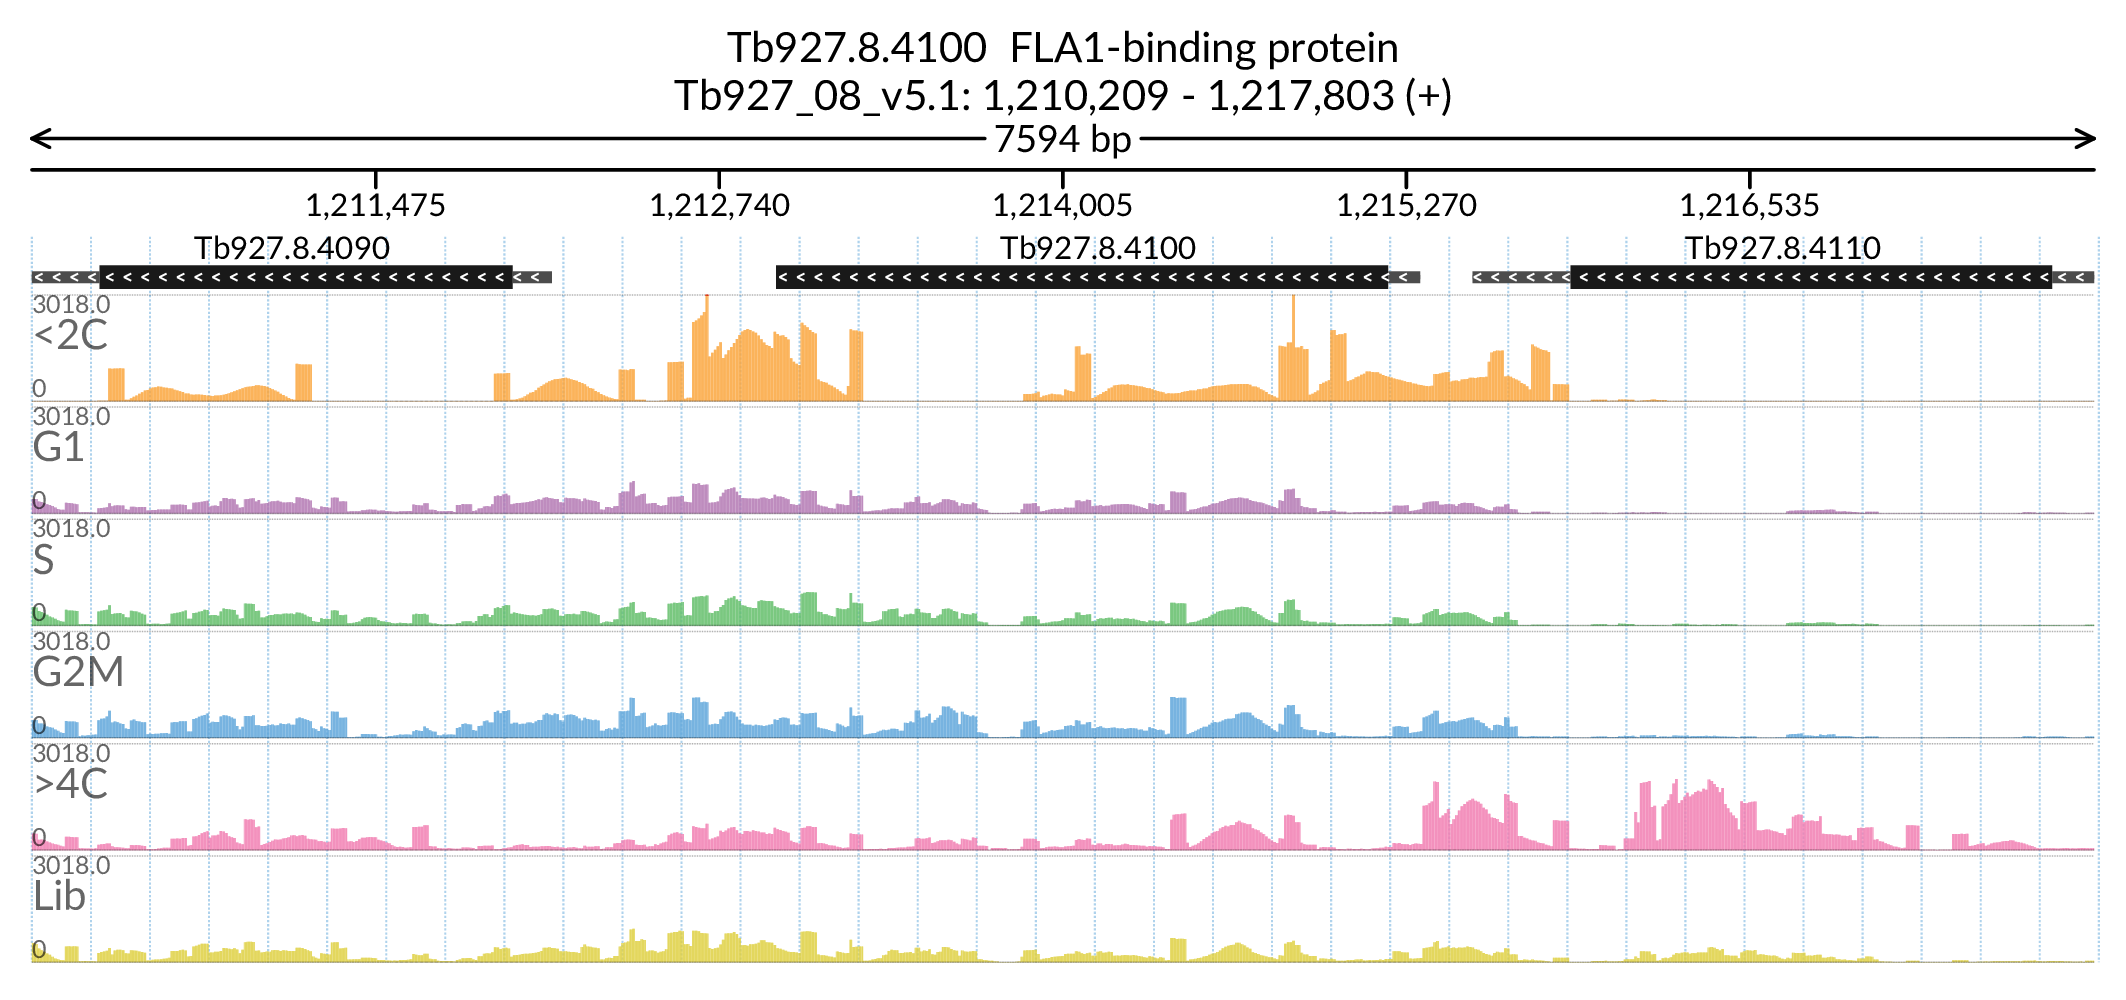 Tb927.8.4100  FLA1-binding protein
Tb927_08_v5.1: 1,210,209 - 1,217,803 (+)
7594 bp
1,211,475 1,212,740 1,214,005 1,215,270 1,216,535
Tb927.8.4090 Tb927.8.4100 Tb927.8.4110
3018.0
<2C
0
3018.0
G1
0
3018.0
S
0
3018.0
G2M
0
3018.0
>4C
0
3018.0
Lib
0